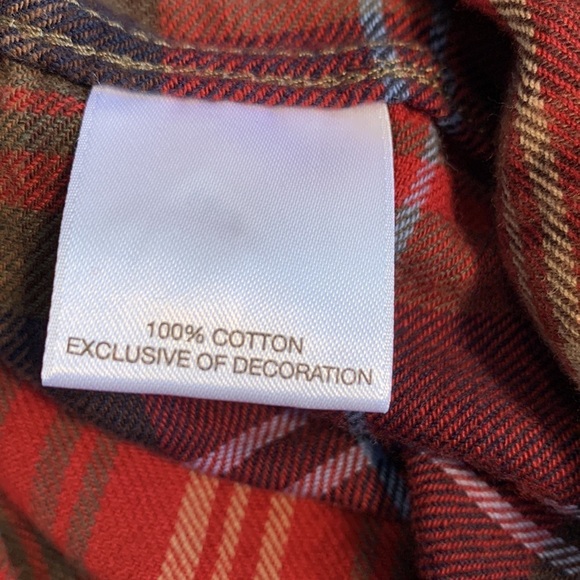 100% COTTON
EXCLUSIVE OF DECORATION